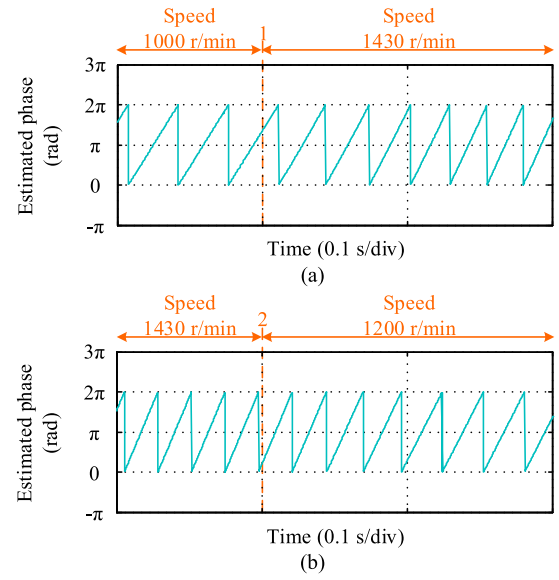 Speed
1000 r/min
1
Speed
1430 r/min
3π
2π
π
0
-π
Estimated phase
(rad)
Time (0.1 s/div)
(a)
Speed
1430 r/min
2
Speed
1200 r/min
3π
2π
π
0
-π
Estimated phase
(rad)
Time (0.1 s/div)
(b)